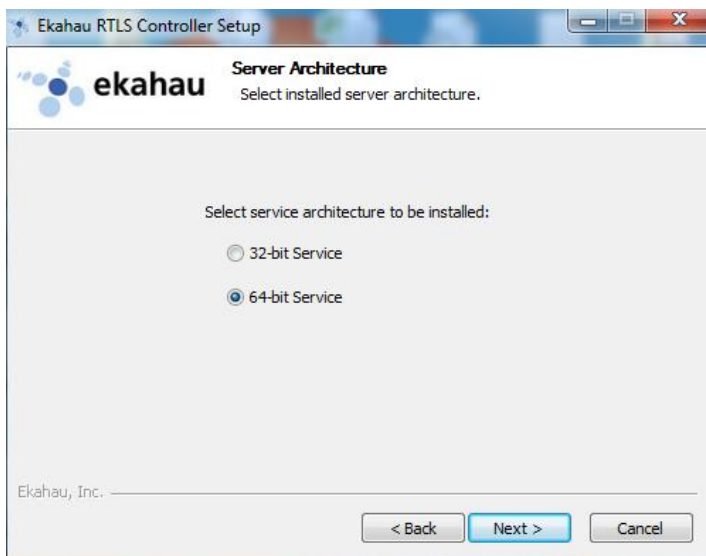 Ekahau RTLS Controller Setup
ekahau
Server Architecture
Select installed server architecture.
Select service architecture to be installed:
32-bit Service
64-bit Service
Ekahau, Inc.
< Back
Next >
Cancel